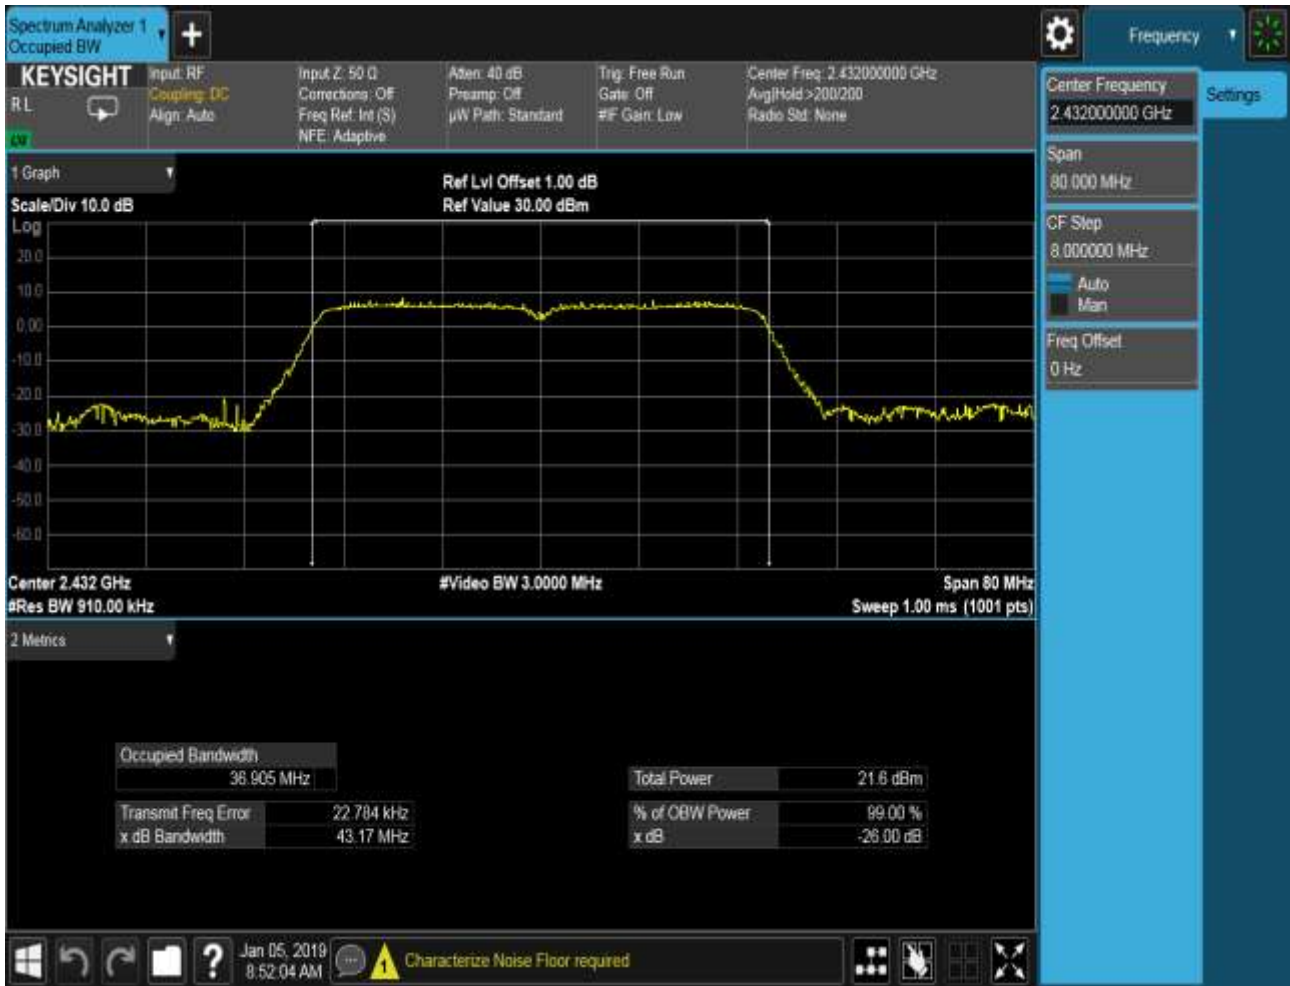 Spectrum Analyzer 1
Occupied BW
Frequency
KEYSIGHT
R L
Input: RF
Coupling: DC
Align: Auto
Input Z: 50 Ω
Corrections: Off
Freq Ref: Int (S)
NFE: Adaptive
Atten: 40 dB
Preamp: Off
µW Path: Standard
Trig: Free Run
Gate: Off
#IF Gain: Low
Center Freq: 2.432000000 GHz
Avg|Hold:>200/200
Radio Std: None
Center Frequency
2.432000000 GHz
Settings
Span
80.000 MHz
CF Step
8.000000 MHz
Auto
Man
Freq Offset
0 Hz
1 Graph
Scale/Div 10.0 dB
Ref Lvl Offset 1.00 dB
Ref Value 30.00 dBm
Log
20.0
10.0
0.00
-10.0
-20.0
-30.0
-40.0
-50.0
-60.0
Center 2.432 GHz
#Video BW 3.0000 MHz
Span 80 MHz
#Res BW 910.00 kHz
Sweep 1.00 ms (1001 pts)
2 Metrics
Occupied Bandwidth
36.905 MHz
Total Power 21.6 dBm
Transmit Freq Error 22.784 kHz
% of OBW Power 99.00 %
x dB Bandwidth 43.17 MHz
x dB -26.00 dB
Jan 05, 2019
8:52:04 AM
1
Characterize Noise Floor required